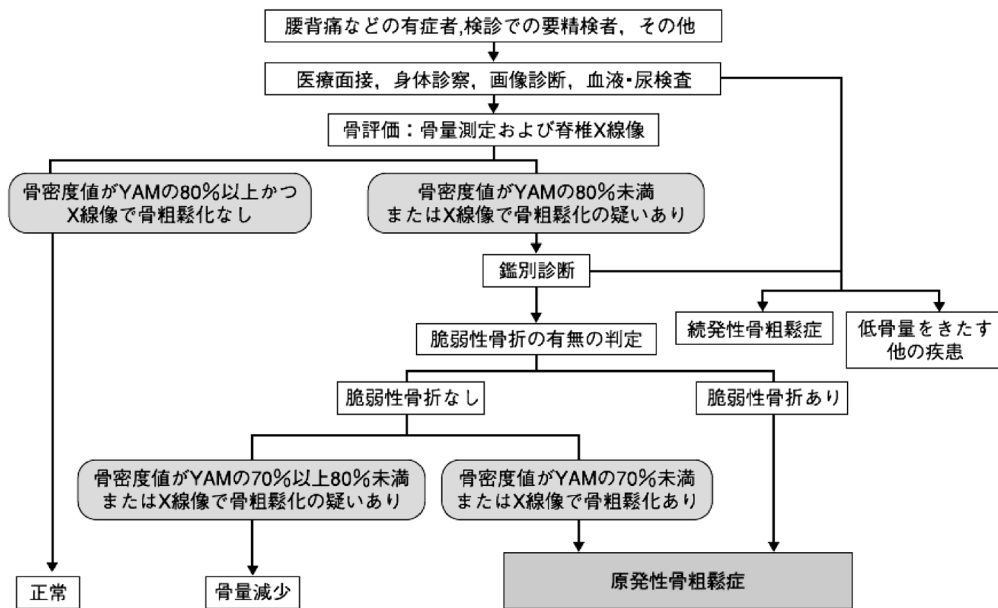 腰背痛などの有症者,検診での要精検者，その他
医療面接，身体診察，画像診断，血液・尿検査
骨評価：骨量測定および脊椎X線像
骨密度値がYAMの80%以上かつ
X線像で骨粗鬆化なし
骨密度値がYAMの80%未満
またはX線像で骨粗鬆化の疑いあり
鑑別診断
続発性骨粗鬆症
低骨量をきたす
他の疾患
脆弱性骨折の有無の判定
脆弱性骨折なし
脆弱性骨折あり
骨密度値がYAMの70%以上80%未満
またはX線像で骨粗鬆化の疑いあり
骨密度値がYAMの70%未満
またはX線像で骨粗鬆化あり
正常
骨量減少
原発性骨粗鬆症